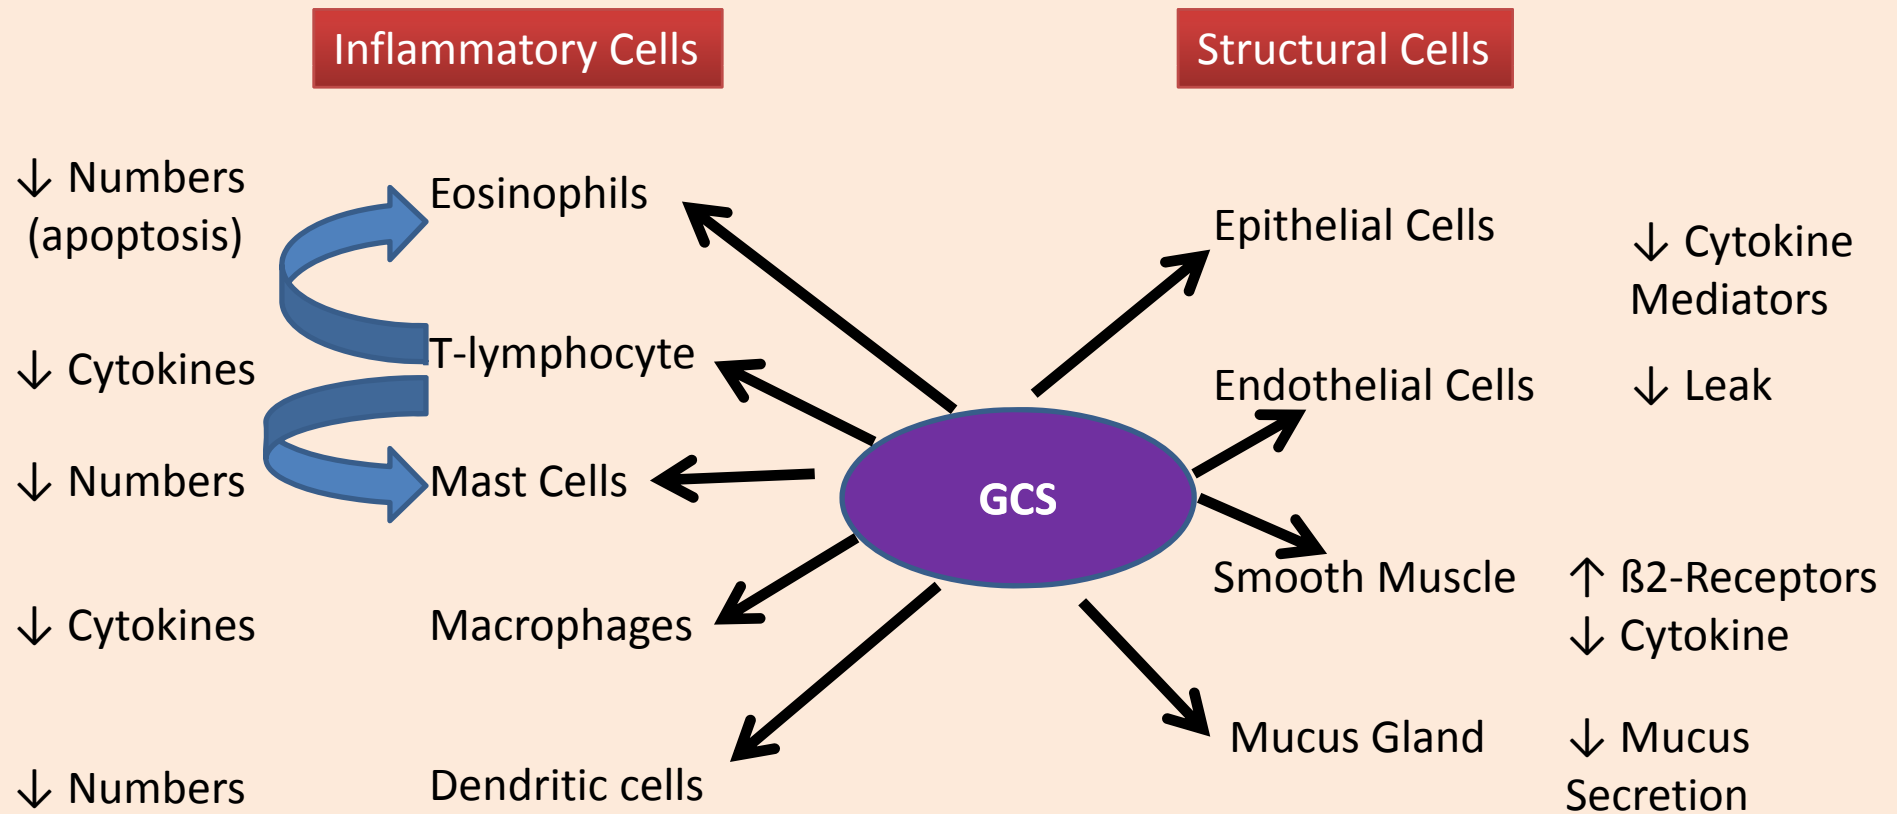 Inflammatory Cells
Structural Cells
↓ Numbers
(apoptosis)
Eosinophils
↓ Cytokines
T-lymphocyte
↓ Numbers
Mast Cells
↓ Cytokines
Macrophages
↓ Numbers
Dendritic cells
GCS
Epithelial Cells
↓ Cytokine
Mediators
Endothelial Cells
↓ Leak
Smooth Muscle
↑ ß2-Receptors
↓ Cytokine
Mucus Gland
↓ Mucus
Secretion